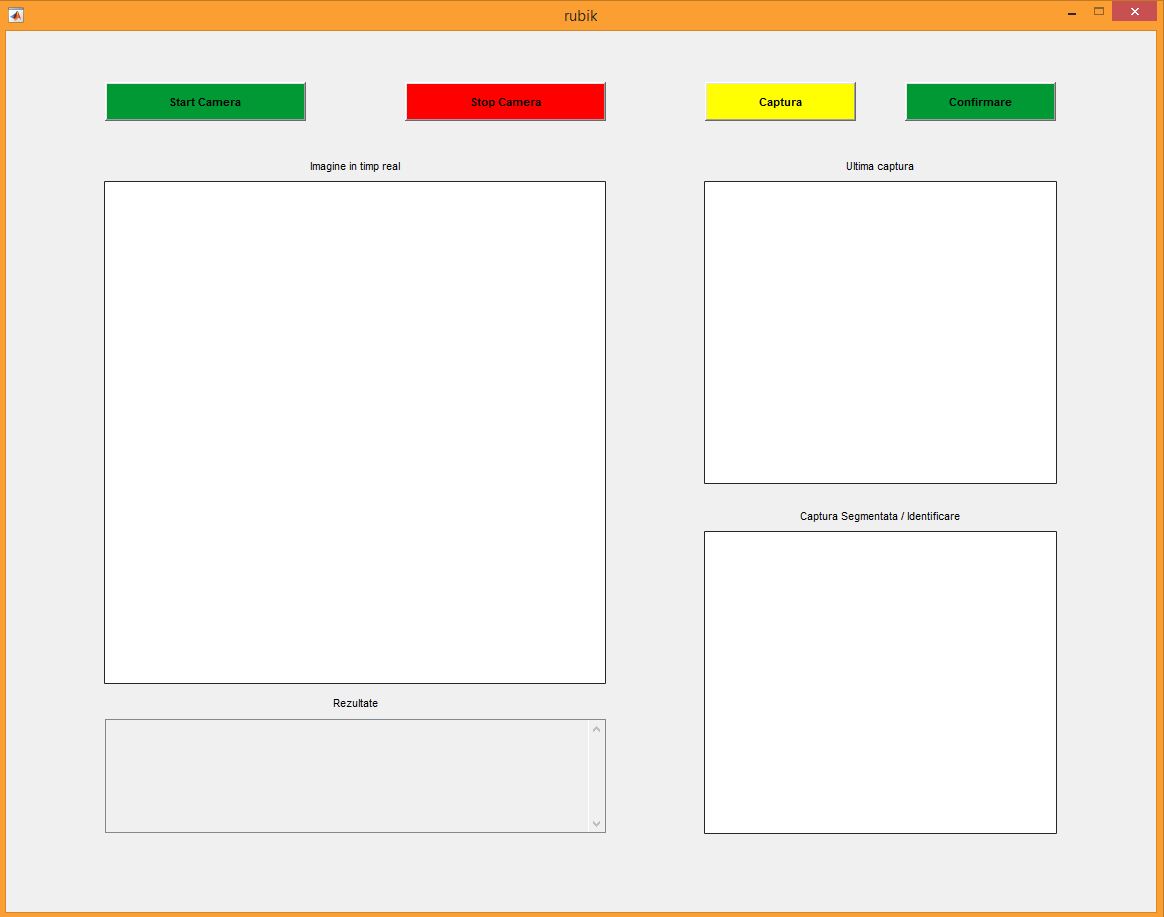 rubik
Start Camera
Stop Camera
Captura
Confirmare
Imagine in timp real
Ultima captura
Captura Segmentata / Identificare
Rezultate